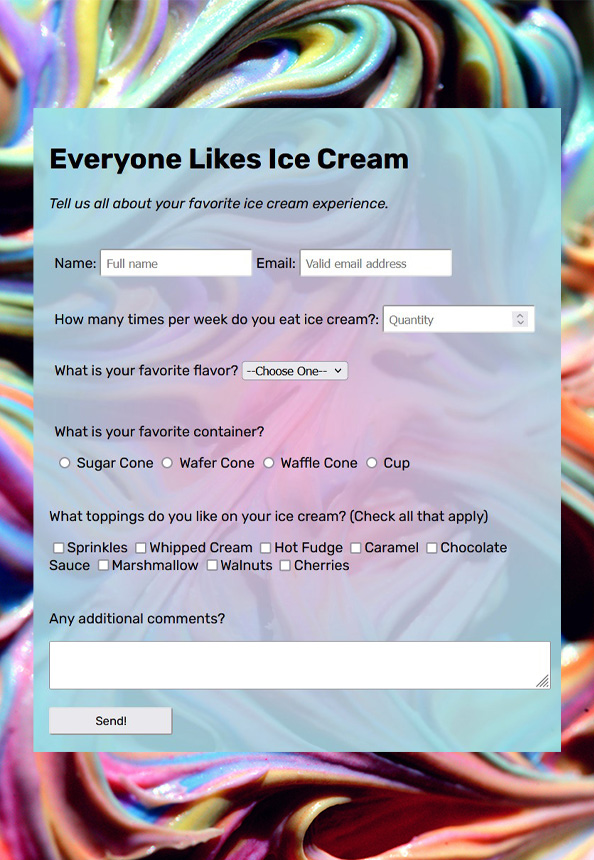 Everyone Likes Ice Cream
Tell us all about your favorite ice cream experience.
Name: Full name Email: Valid email address
How many times per week do you eat ice cream?: Quantity
What is your favorite flavor? --Choose One--
What is your favorite container?
Sugar Cone Wafer Cone Waffle Cone Cup
What toppings do you like on your ice cream? (Check all that apply)
Sprinkles Whipped Cream Hot Fudge Caramel Chocolate
Sauce Marshmallow Walnuts Cherries
Any additional comments?
Send!